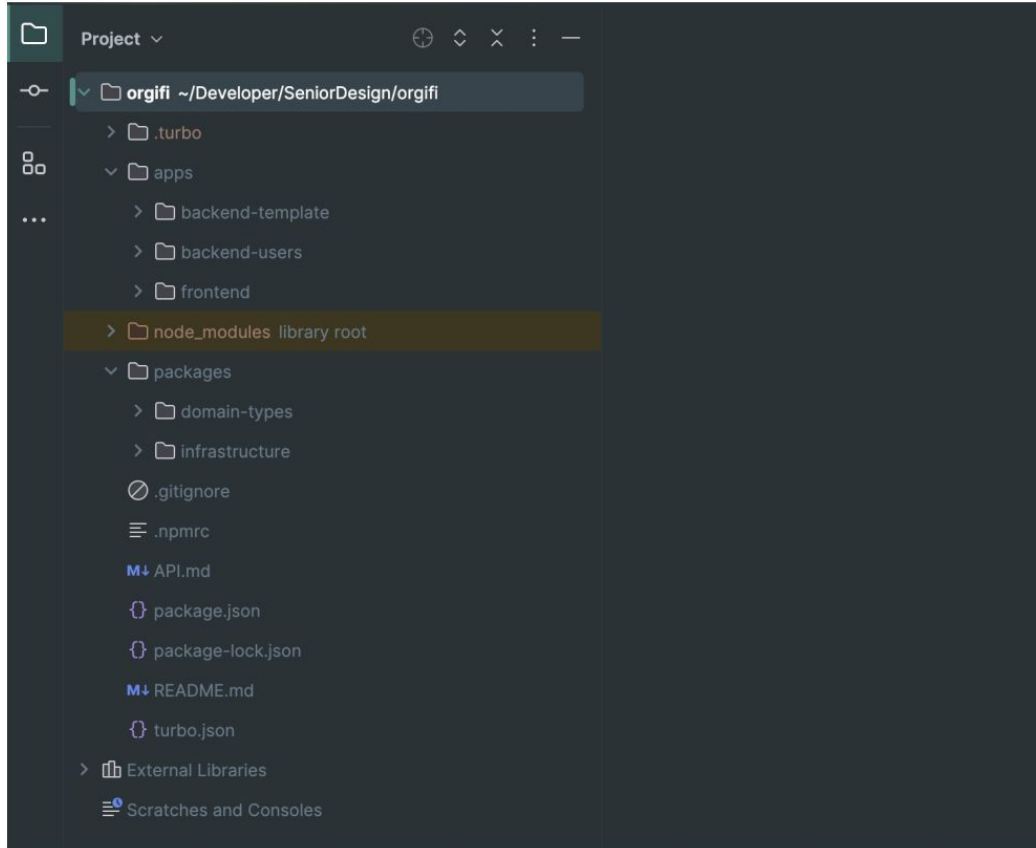 Project
orgifi ~/Developer/SeniorDesign/orgifi
.turbo
apps
backend-template
backend-users
frontend
node_modules library root
packages
domain-types
infrastructure
.gitignore
.npmrc
M↓ API.md
{} package.json
{} package-lock.json
M↓ README.md
{} turbo.json
External Libraries
Scratches and Consoles